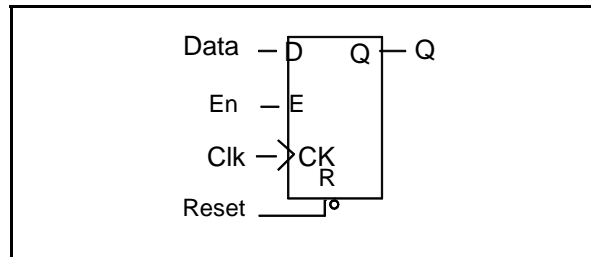 Data D Q Q
En E
Clk CK
R
Reset